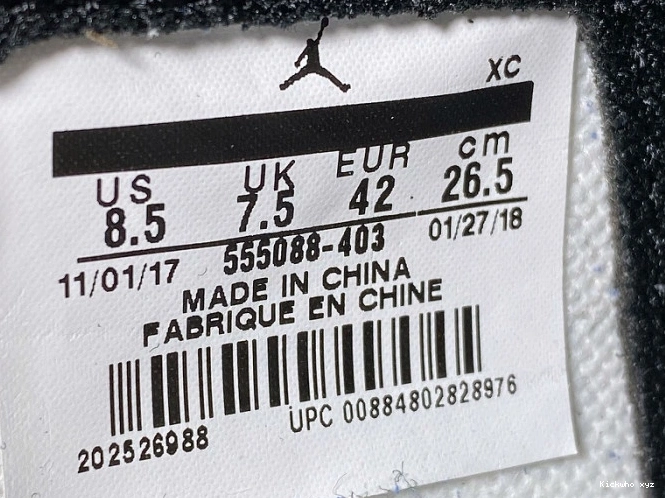 XC
US UK EUR cm
8.5 7.5 42 26.5
11/01/17 555088-403 01/27/18
MADE IN CHINA
FABRIQUE EN CHINE
202526988 UPC 00884802828976
Kickwho xyz